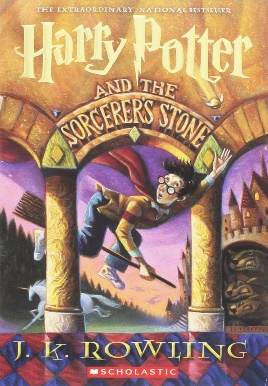 THE EXTRAORDINARY NATIONAL BESTSELLER
Harry Potter
AND THE
SORCERER'S STONE
J. K. ROWLING
SCHOLASTIC